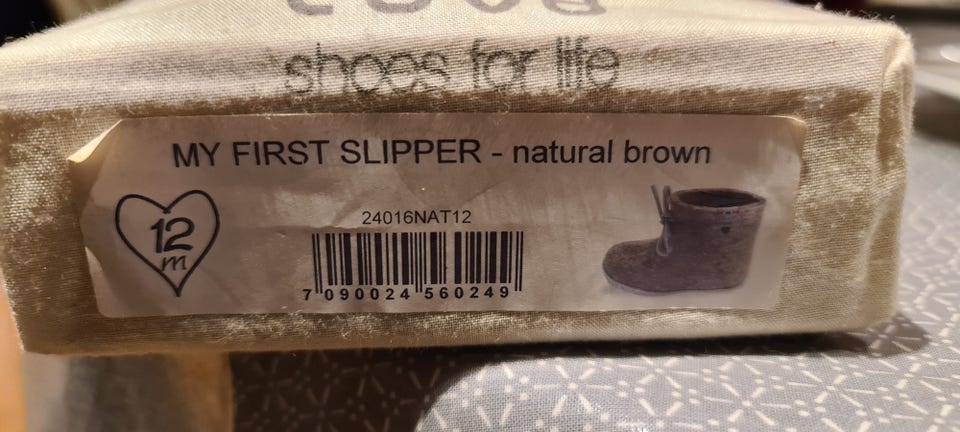 shoes for life
MY FIRST SLIPPER - natural brown
12
m
24016NAT12
7 090024 560249